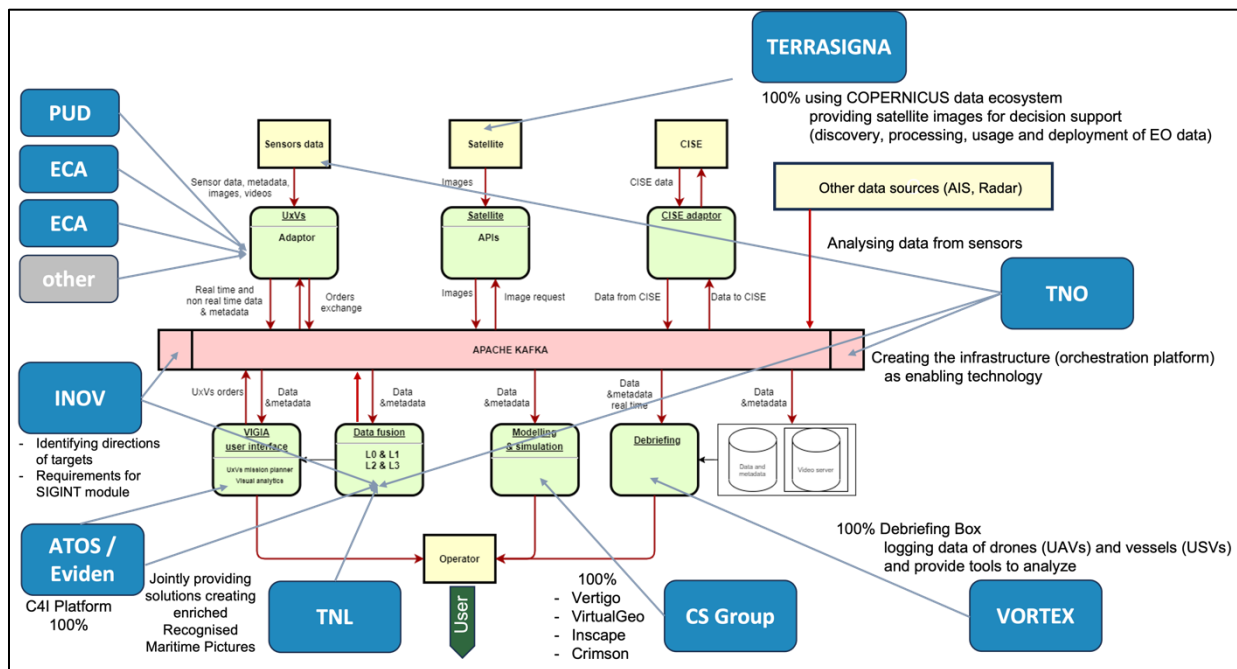 TERRASIGNA
100% using COPERNICUS data ecosystem
providing satellite images for decision support
(discovery, processing, usage and deployment of EO data)
PUD
ECA
ECA
other
Sensors data
Satellite
CISE
Other data sources (AIS, Radar)
Sensor data, metadata,
images, videos
Images
CISE data
UxVs
Adaptor
Satellite
APIs
CISE adaptor
Analysing data from sensors
TNO
Real time and
non real time data
& metadata
Orders
exchange
Images
Image request
Data from CISE
Data to CISE
APACHE KAFKA
Creating the infrastructure (orchestration platform)
as enabling technology
INOV
- Identifying directions
of targets
- Requirements for
SIGINT module
UxVs orders
Data
&metadata
Data
&metadata
Data
&metadata
Data
&metadata
real time
Data
&metadata
VIGIA
user interface
UxVs mission planner
Visual analytics
Data fusion
L0 & L1
L2 & L3
Modelling
& simulation
Debriefing
Data and
metadata
Video server
ATOS /
Eviden
C4I Platform
100%
Jointly providing
solutions creating
enriched
Recognised
Maritime Pictures
TNL
Operator
User
100%
- Vertigo
- VirtualGeo
- Inscape
- Crimson
CS Group
100% Debriefing Box
logging data of drones (UAVs) and vessels (USVs)
and provide tools to analyze
VORTEX